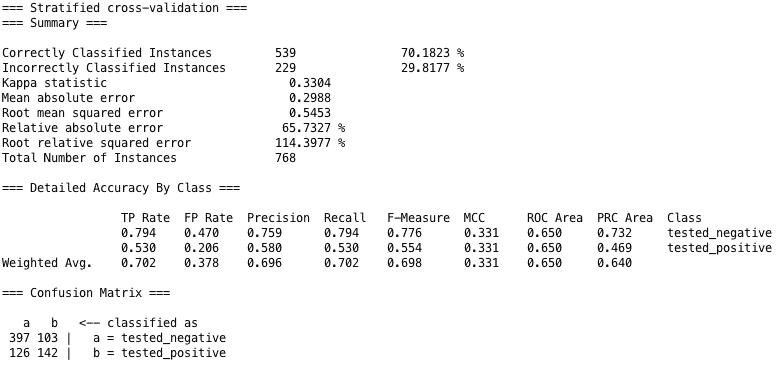 === Stratified cross-validation ===
=== Summary ===
Correctly Classified Instances         539               70.1823 %
Incorrectly Classified Instances       229               29.8177 %
Kappa statistic                          0.3304
Mean absolute error                      0.2988
Root mean squared error                  0.5453
Relative absolute error                 65.7327 %
Root relative squared error            114.3977 %
Total Number of Instances              768
=== Detailed Accuracy By Class ===
                 TP Rate  FP Rate  Precision  Recall   F-Measure  MCC      ROC Area  PRC Area  Class
                 0.794    0.470    0.759      0.794    0.776      0.331    0.650     0.732     tested_negative
                 0.530    0.206    0.580      0.530    0.554      0.331    0.650     0.469     tested_positive
Weighted Avg.    0.702    0.378    0.696      0.702    0.698      0.331    0.650     0.640
=== Confusion Matrix ===
   a   b   <-- classified as
 397 103 |   a = tested_negative
 126 142 |   b = tested_positive